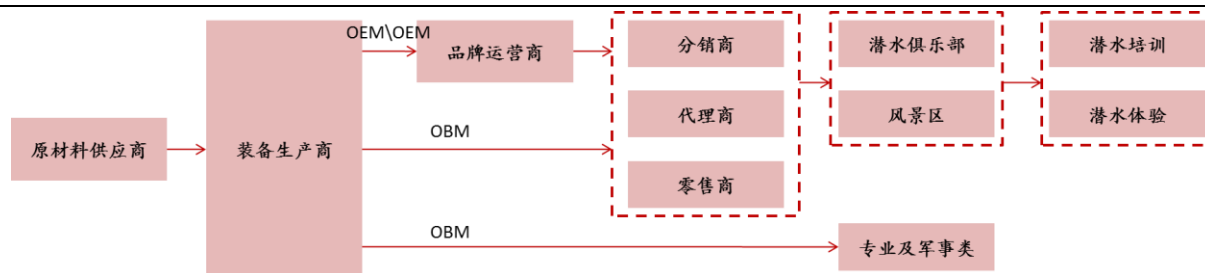 OEM\OEM
品牌运营商
分销商
潜水俱乐部
潜水培训
原材料供应商
装备生产商
OBM
代理商
风景区
潜水体验
零售商
OBM
专业及军事类